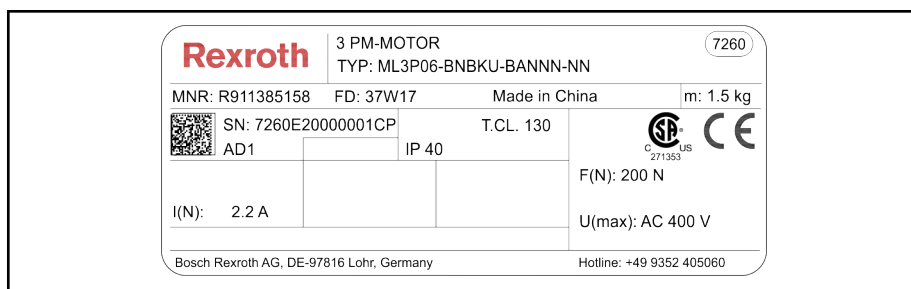 Rexroth
3 PM-MOTOR
7260
TYP: ML3P06-BNBKU-BANNN-NN
MNR: R911385158 FD: 37W17 Made in China m: 1.5 kg
SN: 7260E20000001CP T.CL. 130
AD1 IP 40
C SA C US
271353
CE
F(N): 200 N
I(N): 2.2 A
U(max): AC 400 V
Bosch Rexroth AG, DE-97816 Lohr, Germany Hotline: +49 9352 405060